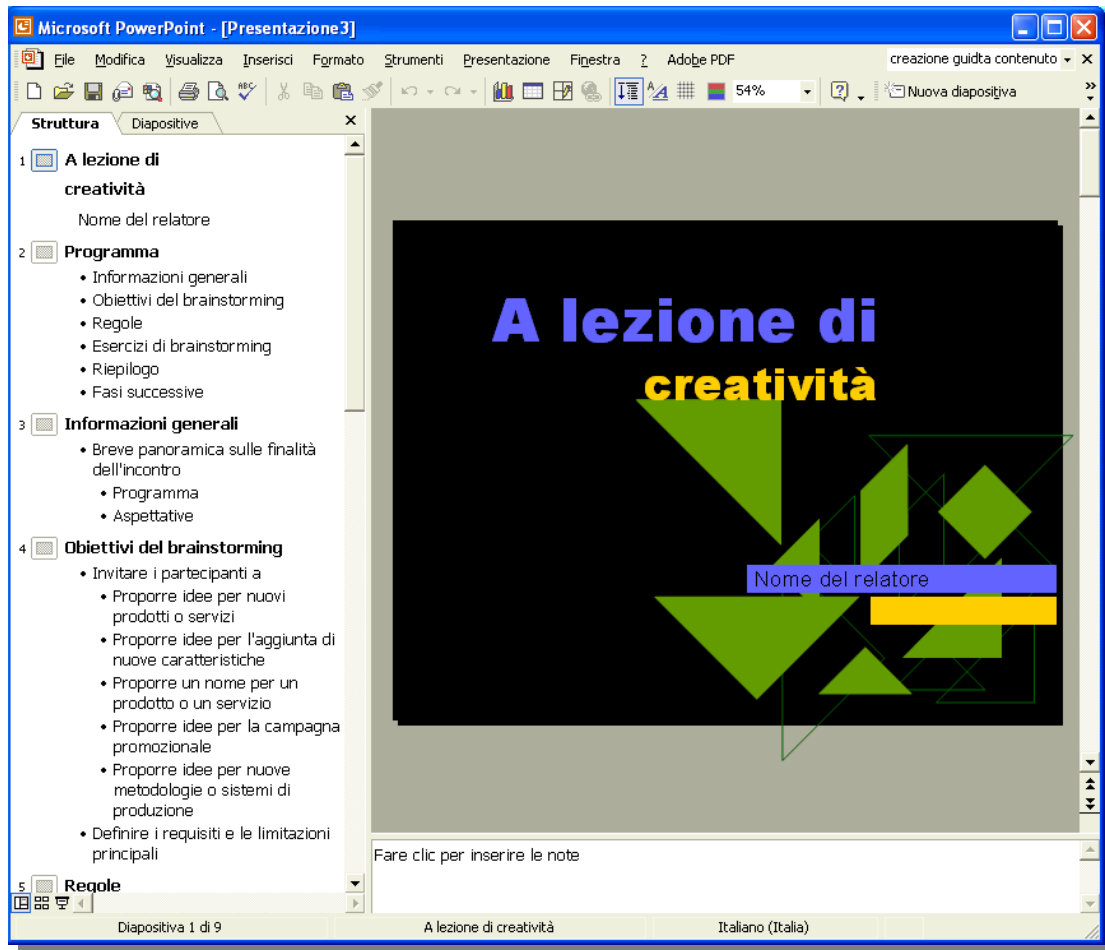 Microsoft PowerPoint - [Presentazione3]
File Modifica Visualizza Inserisci Formato Strumenti Presentazione Finestra ? Adobe PDF creazione guidta contenuto
54% Nuova diapositiva
Struttura Diapositive
1 A lezione di
creatività
Nome del relatore
2 Programma
• Informazioni generali
• Obiettivi del brainstorming
• Regole
• Esercizi di brainstorming
• Riepilogo
• Fasi successive
3 Informazioni generali
• Breve panoramica sulle finalità
dell'incontro
• Programma
• Aspettative
4 Obiettivi del brainstorming
• Invitare i partecipanti a
• Proporre idee per nuovi
prodotti o servizi
• Proporre idee per l'aggiunta di
nuove caratteristiche
• Proporre un nome per un
prodotto o un servizio
• Proporre idee per la campagna
promozionale
• Proporre idee per nuove
metodologie o sistemi di
produzione
• Definire i requisiti e le limitazioni
principali
5 Regole
A lezione di
creatività
Nome del relatore
Fare clic per inserire le note
Diapositiva 1 di 9 A lezione di creatività Italiano (Italia)